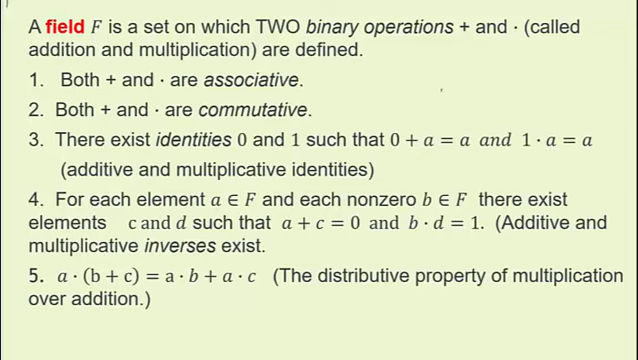 A field F is a set on which TWO binary operations + and · (called
addition and multiplication) are defined.
1. Both + and · are associative.
2. Both + and · are commutative.
3. There exist identities 0 and 1 such that 0 + a = a and 1 · a = a
(additive and multiplicative identities)
4. For each element a ∈ F and each nonzero b ∈ F there exist
elements c and d such that a + c = 0 and b · d = 1. (Additive and
multiplicative inverses exist.
5. a · (b + c) = a · b + a · c (The distributive property of multiplication
over addition.)